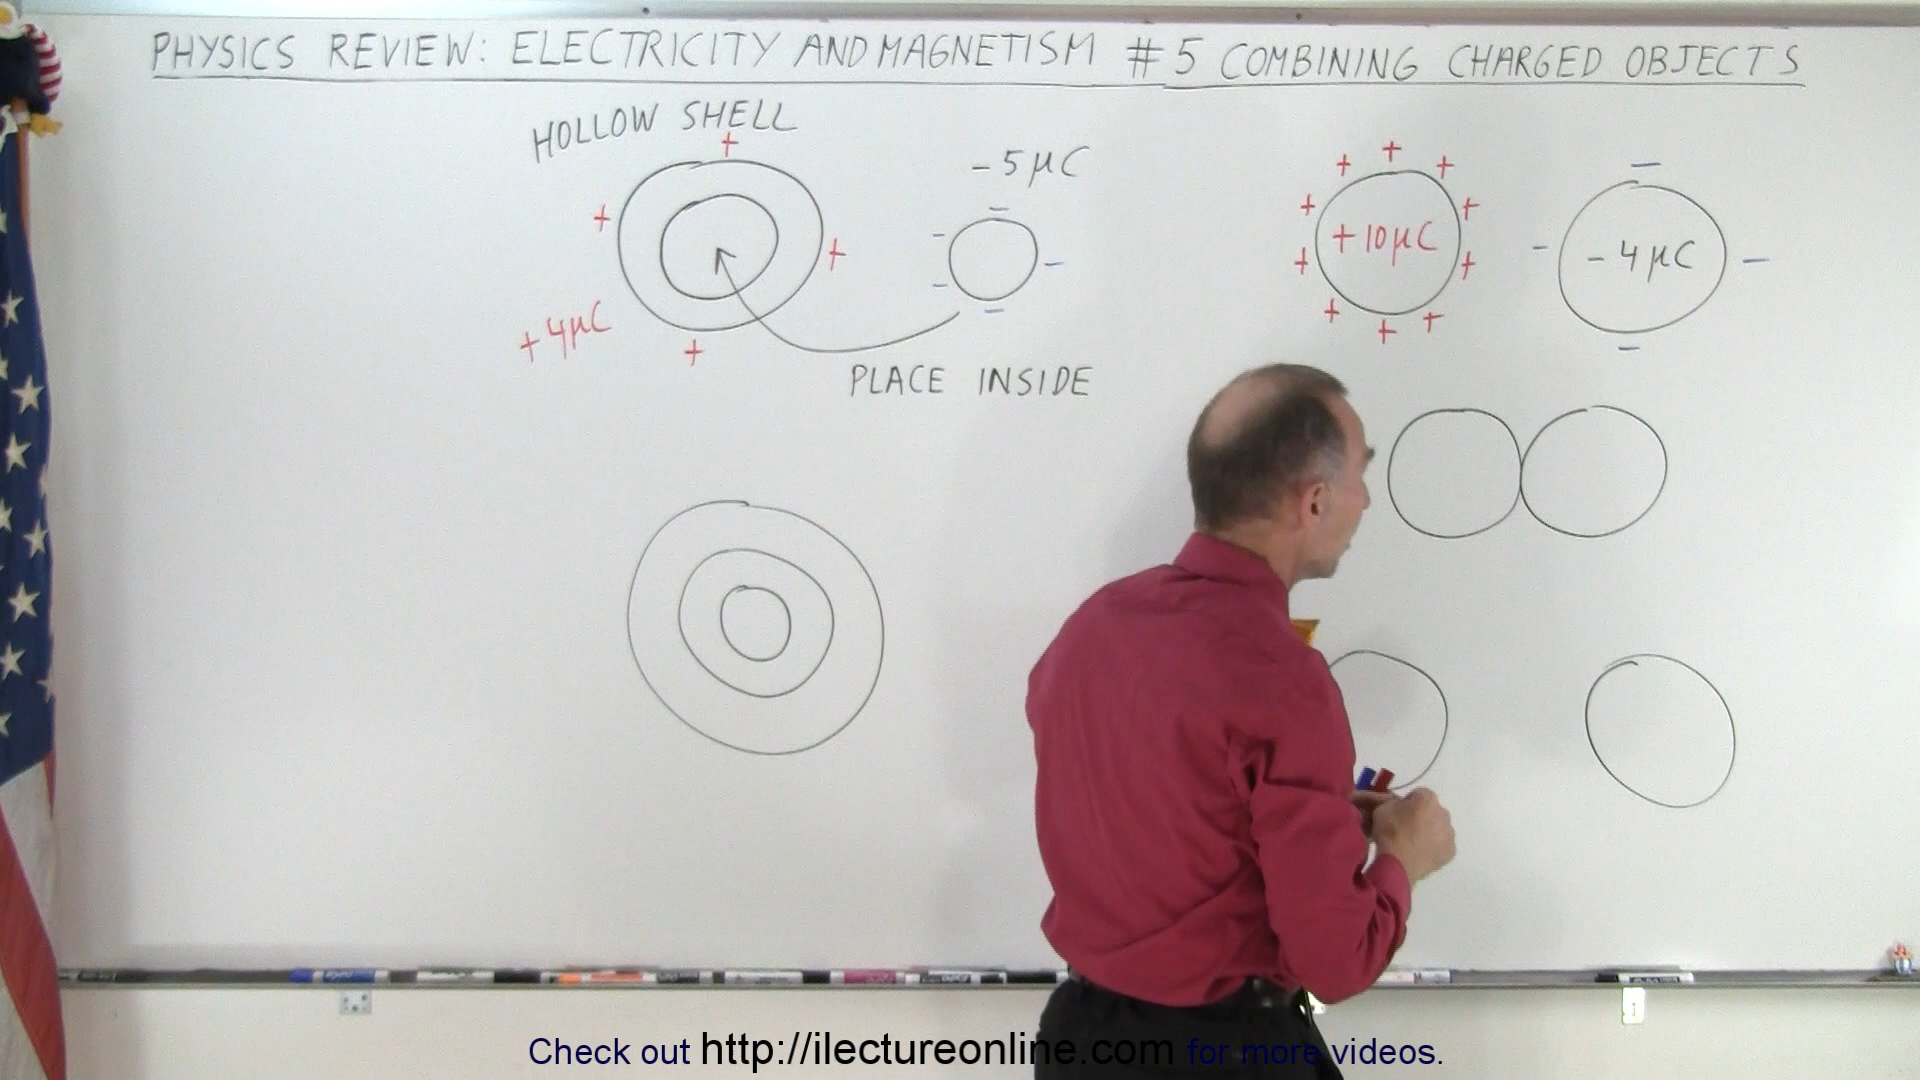 PHYSICS REVIEW: ELECTRICITY AND MAGNETISM #5 COMBINING CHARGED OBJECTS
HOLLOW SHELL
+
+
+
+
+4μC
-5μC
-
-
-
-
-
PLACE INSIDE
+ + +
+ +
+10μC
+ +
+ + +
-
- -4μC -
-
Check out http://ilectureonline.com for more videos.